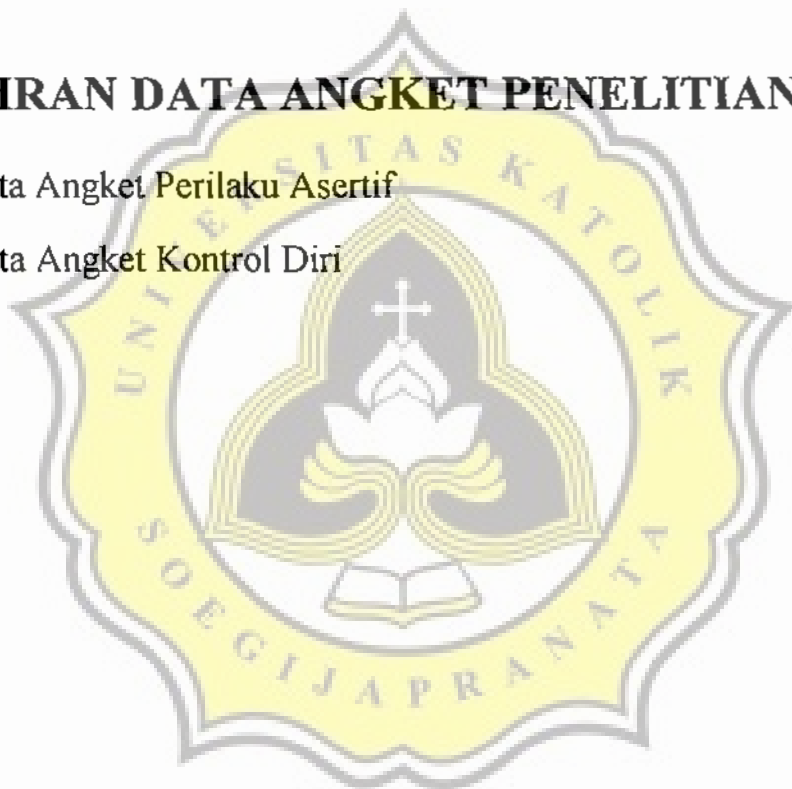 IRAN DATA ANGKET PENELITIAN
ta Angket Perilaku Asertif
ta Angket Kontrol Diri
UNIVERSITAS KATOLIK
SOEGIJAPRANATA